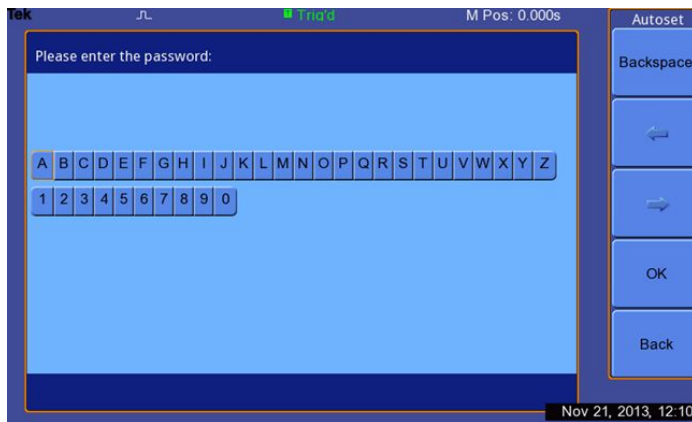 Tek Trig'd M Pos: 0.000s
Autoset
Please enter the password:
Backspace
A B C D E F G H I J K L M N O P Q R S T U V W X Y Z
1 2 3 4 5 6 7 8 9 0
OK
Back
Nov 21, 2013, 12:10